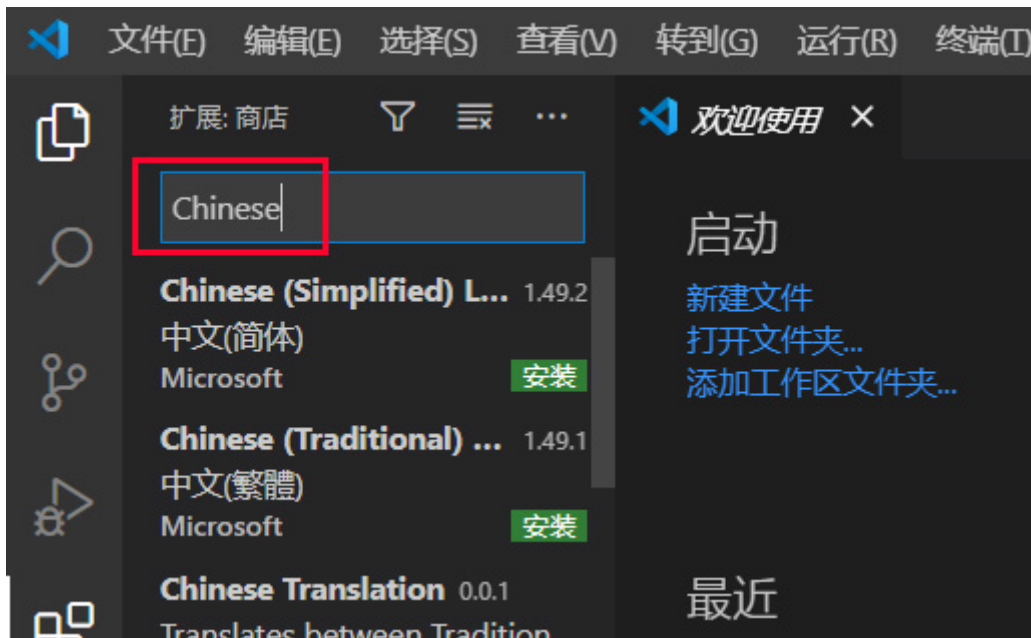 文件(F) 编辑(E) 选择(S) 查看(V) 转到(G) 运行(R) 终端(T)
扩展: 商店
欢迎使用
Chinese
Chinese (Simplified) L... 1.49.2
中文(简体)
Microsoft 安装
Chinese (Traditional) ... 1.49.1
中文(繁體)
Microsoft 安装
Chinese Translation 0.0.1
Translates between Tradition
启动
新建文件
打开文件夹...
添加工作区文件夹...
最近